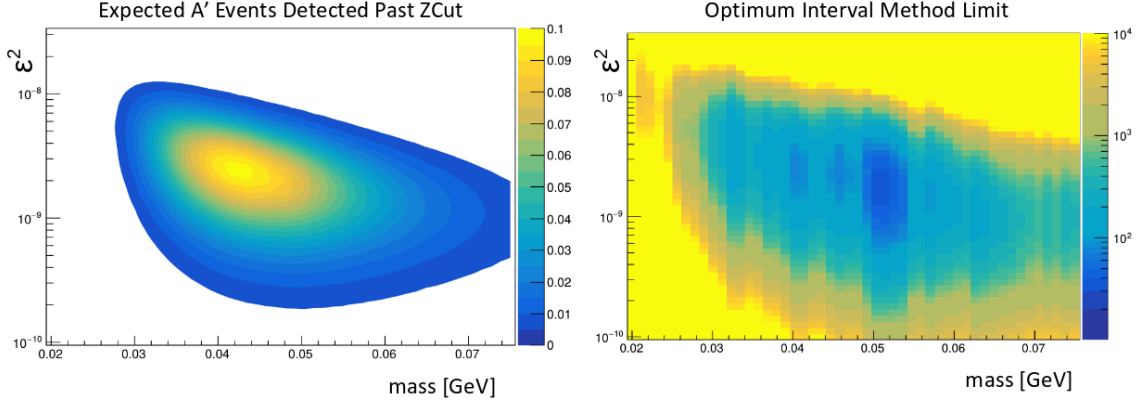 Expected A’ Events Detected Past ZCut
ε²
10⁻⁸
10⁻⁹
10⁻¹⁰
0.02 0.03 0.04 0.05 0.06 0.07
mass [GeV]
0.1
0.09
0.08
0.07
0.06
0.05
0.04
0.03
0.02
0.01
0
Optimum Interval Method Limit
ε²
10⁻⁸
10⁻⁹
10⁻¹⁰
0.02 0.03 0.04 0.05 0.06 0.07
mass [GeV]
10⁴
10³
10²